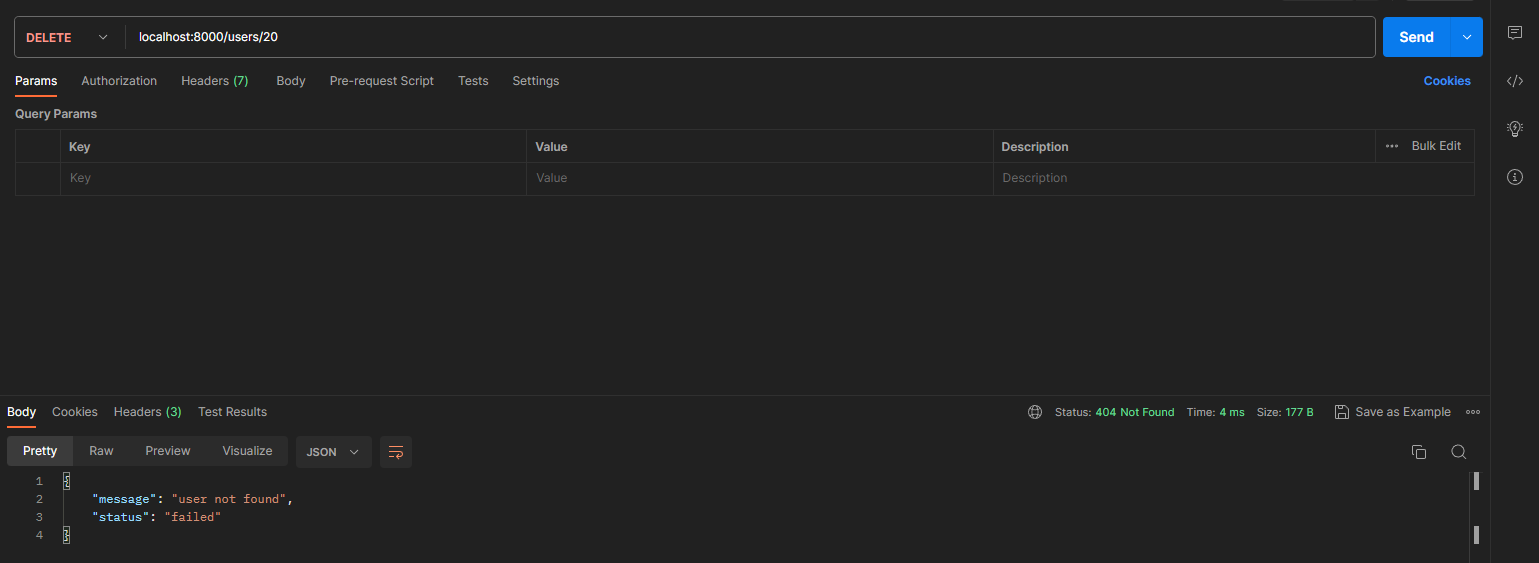 DELETE localhost:8000/users/20 Send
Params Authorization Headers (7) Body Pre-request Script Tests Settings Cookies
Query Params
Key Value Description Bulk Edit
Key Value Description
Body Cookies Headers (3) Test Results Status: 404 Not Found Time: 4 ms Size: 177 B Save as Example
Pretty Raw Preview Visualize JSON
1 {
2 "message": "user not found",
3 "status": "failed"
4 }